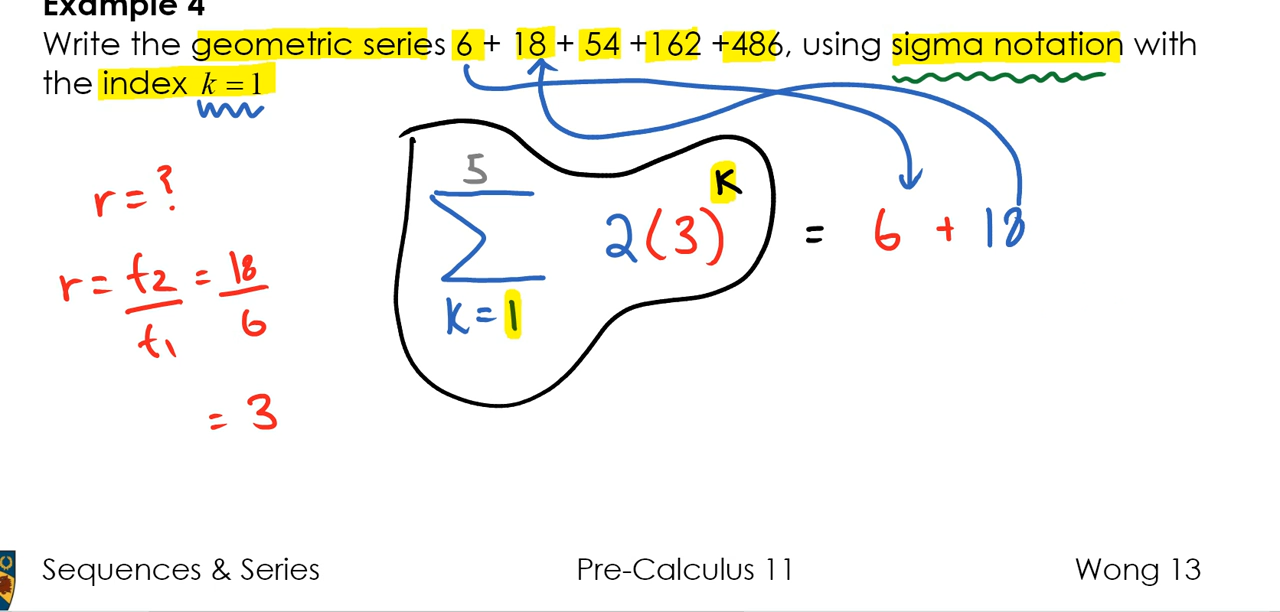 Example 4
Write the geometric series 6 + 18 + 54 +162 +486, using sigma notation with
the index k = 1
r = ?
r = t2/t1 = 18/6
= 3
5
∑ 2(3)^K = 6 + 18
K = 1
Sequences & Series Pre-Calculus 11 Wong 13